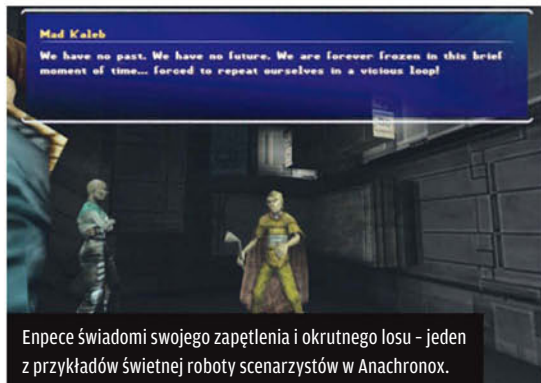 Mad Kaleb
We have no past. We have no future. We are forever frozen in this brief
moment of time... forced to repeat ourselves in a vicious loop!
Enpece świadomi swojego zapętlenia i okrutnego losu – jeden
z przykładów świetnej roboty scenarzystów w Anachronox.